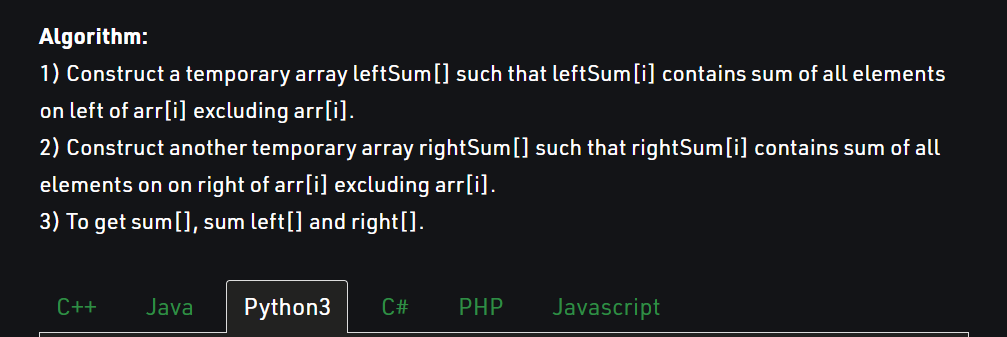 Algorithm:
1) Construct a temporary array leftSum[] such that leftSum[i] contains sum of all elements
on left of arr[i] excluding arr[i].
2) Construct another temporary array rightSum[] such that rightSum[i] contains sum of all
elements on on right of arr[i] excluding arr[i].
3) To get sum[], sum left[] and right[].
C++ Java Python3 C# PHP Javascript